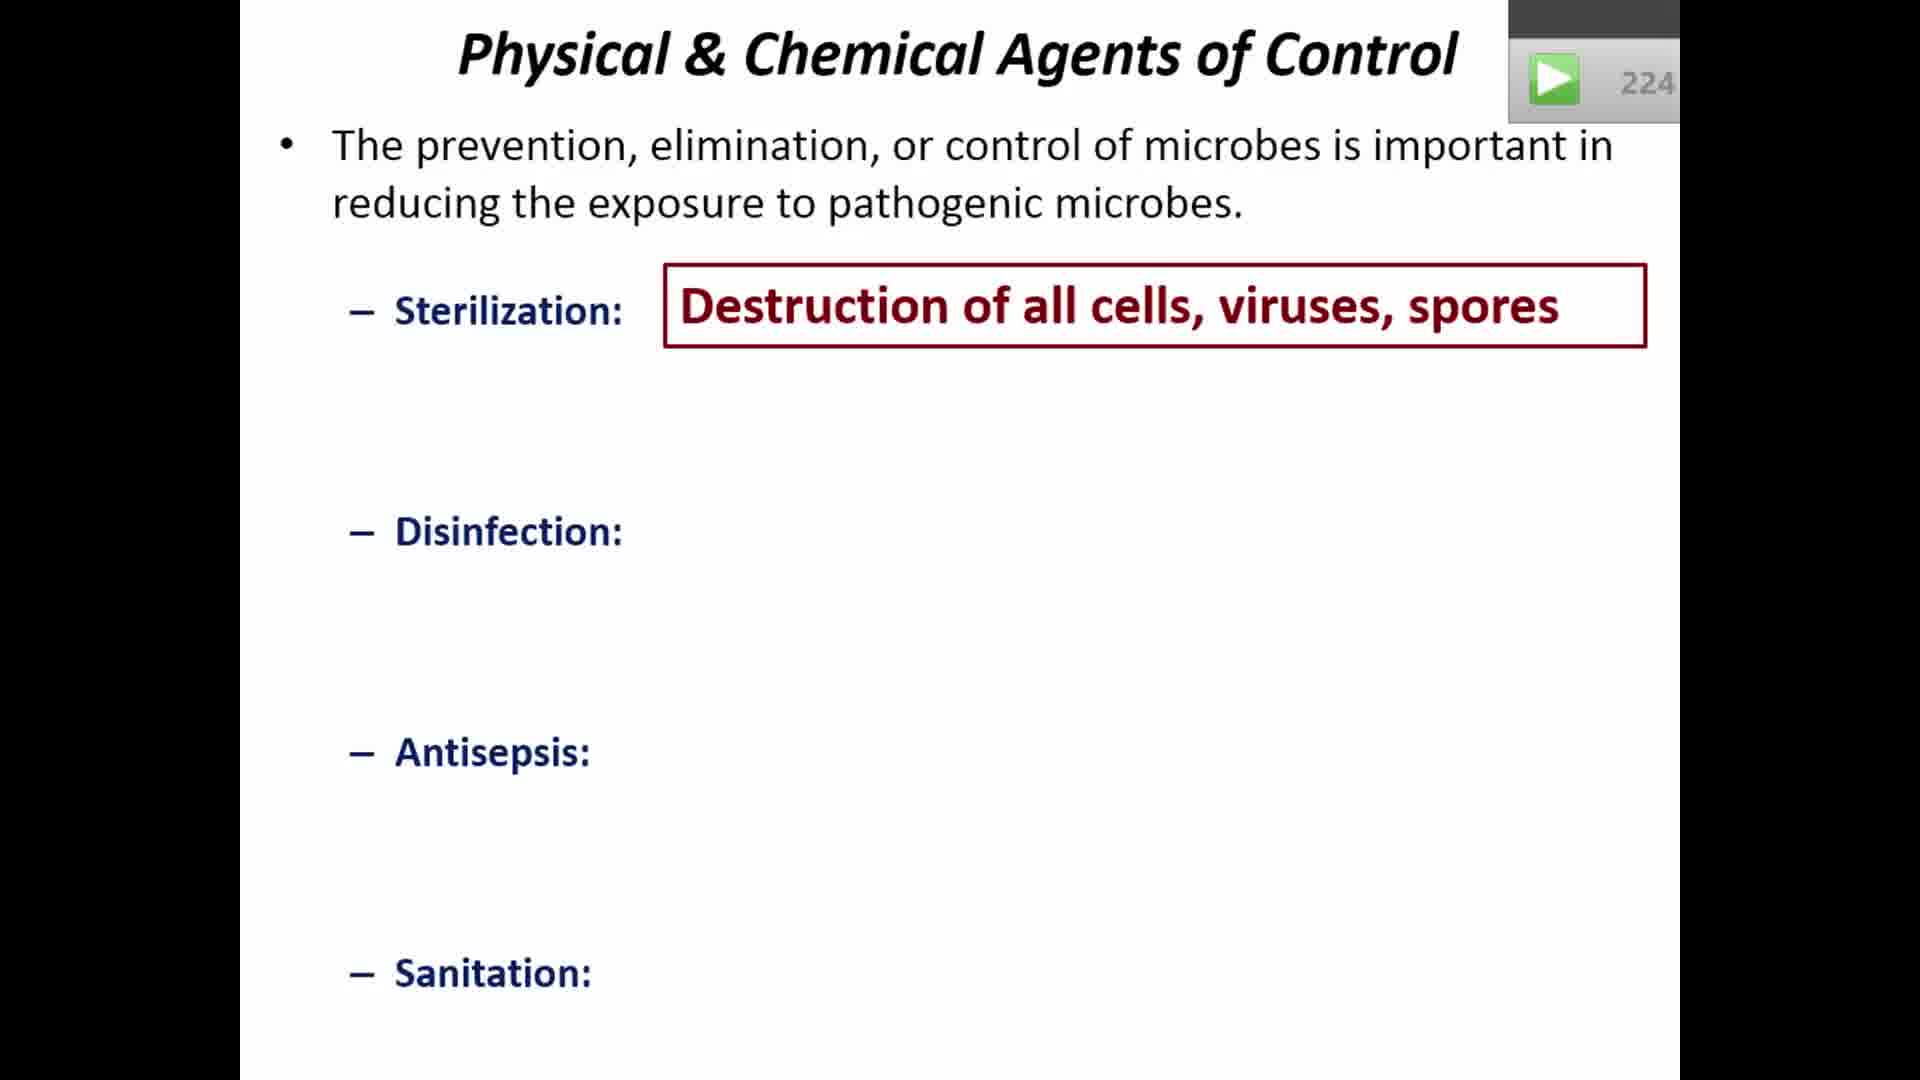 Physical & Chemical Agents of Control
224
• The prevention, elimination, or control of microbes is important in
reducing the exposure to pathogenic microbes.
– Sterilization: Destruction of all cells, viruses, spores
– Disinfection:
– Antisepsis:
– Sanitation: